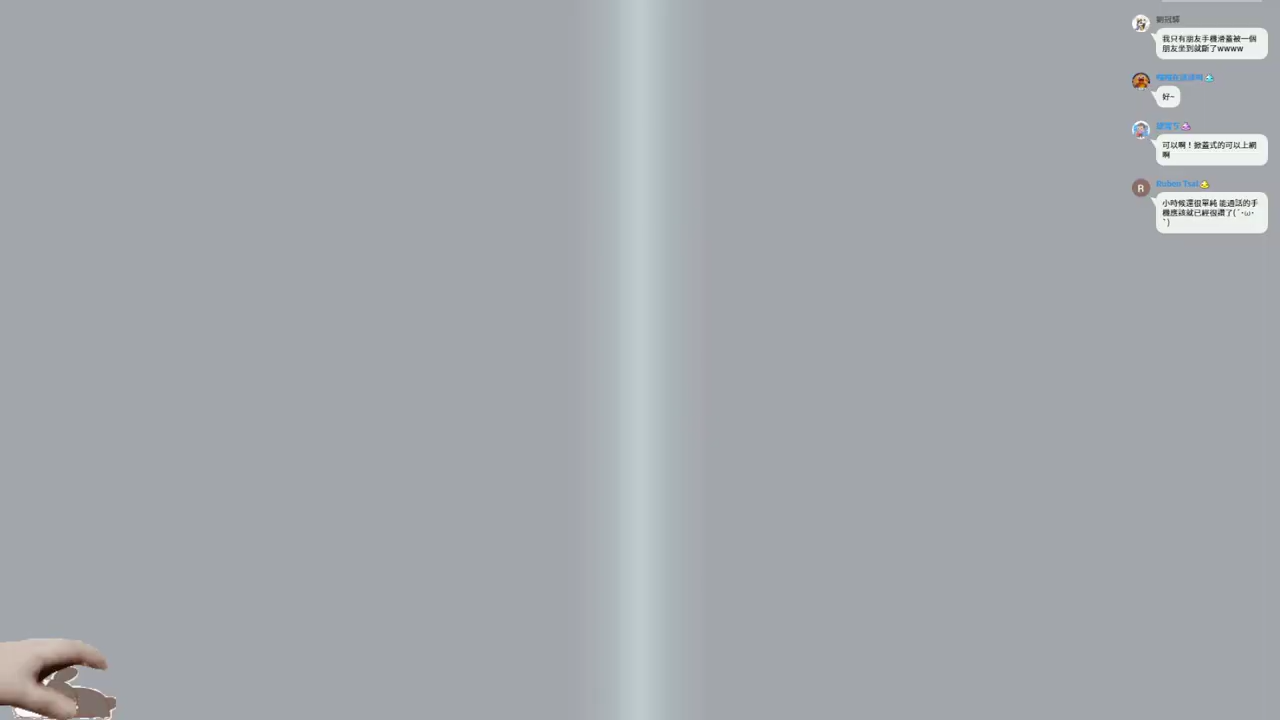 我只有朋友手機滑蓋被一個
朋友坐到就斷了wwww
好~
可以啊！掀蓋式的可以上網
啊
R
Ruben Tsai
小時候還很單純 能通話的手
機應該就已經很讚了(´･ω･
`)